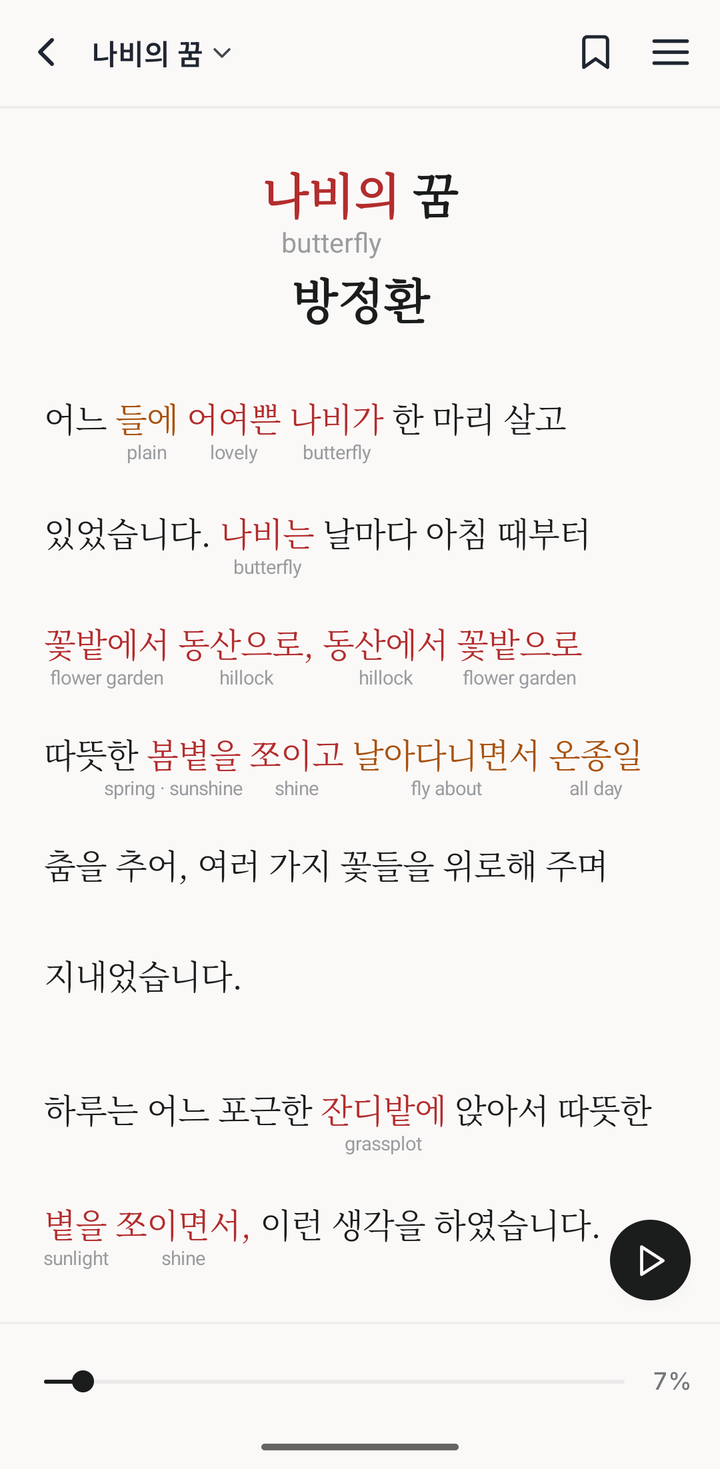 나비의 꿈
나비의 꿈
butterfly
방정환
어느 들에 어여쁜 나비가 한 마리 살고
plain lovely butterfly
있었습니다. 나비는 날마다 아침 때부터
butterfly
꽃밭에서 동산으로, 동산에서 꽃밭으로
flower garden hillock hillock flower garden
따뜻한 봄볕을 쪼이고 날아다니면서 온종일
spring · sunshine shine fly about all day
춤을 추어, 여러 가지 꽃들을 위로해 주며
지내었습니다.
하루는 어느 포근한 잔디밭에 앉아서 따뜻한
grassplot
볕을 쪼이면서, 이런 생각을 하였습니다.
sunlight shine
7%